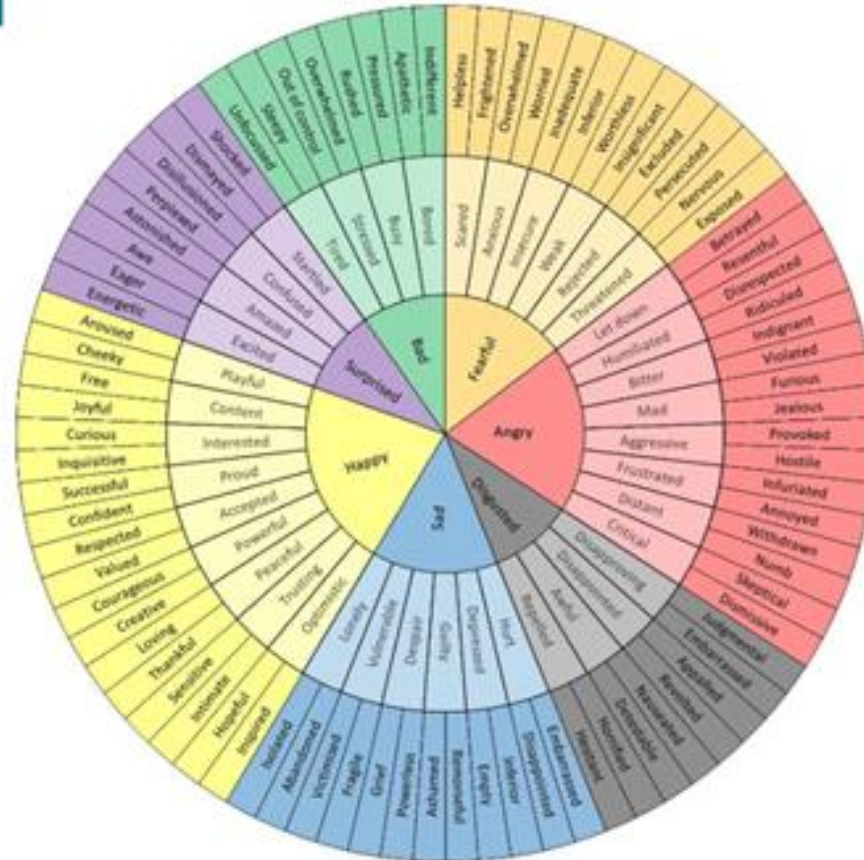 Bad
Fearful
Angry
Disgusted
Sad
Happy
Surprised
Tired
Stressed
Busy
Bored
Scared
Anxious
Insecure
Weak
Rejected
Threatened
Let down
Humiliated
Bitter
Mad
Aggressive
Frustrated
Distant
Critical
Disapproving
Disappointed
Awful
Repelled
Hurt
Depressed
Guilty
Despair
Vulnerable
Lonely
Optimistic
Trusting
Peaceful
Powerful
Accepted
Proud
Interested
Content
Playful
Excited
Amazed
Confused
Startled
Unfocussed
Sleepy
Out of control
Overwhelmed
Rushed
Pressured
Apathetic
Indifferent
Helpless
Frightened
Overwhelmed
Worried
Inadequate
Inferior
Worthless
Insignificant
Excluded
Persecuted
Nervous
Exposed
Betrayed
Resentful
Disrespected
Ridiculed
Indignant
Violated
Furious
Jealous
Provoked
Hostile
Infuriated
Annoyed
Withdrawn
Numb
Skeptical
Dismissive
Judgmental
Embarrassed
Appalled
Revolted
Nauseated
Detestable
Horrified
Hesitant
Embarrassed
Disappointed
Inferior
Empty
Remorseful
Ashamed
Powerless
Grief
Fragile
Victimised
Abandoned
Isolated
Inspired
Hopeful
Intimate
Sensitive
Thankful
Loving
Creative
Courageous
Valued
Respected
Confident
Successful
Inquisitive
Curious
Joyful
Free
Cheeky
Aroused
Energetic
Eager
Awe
Astonished
Perplexed
Disillusioned
Dismayed
Shocked